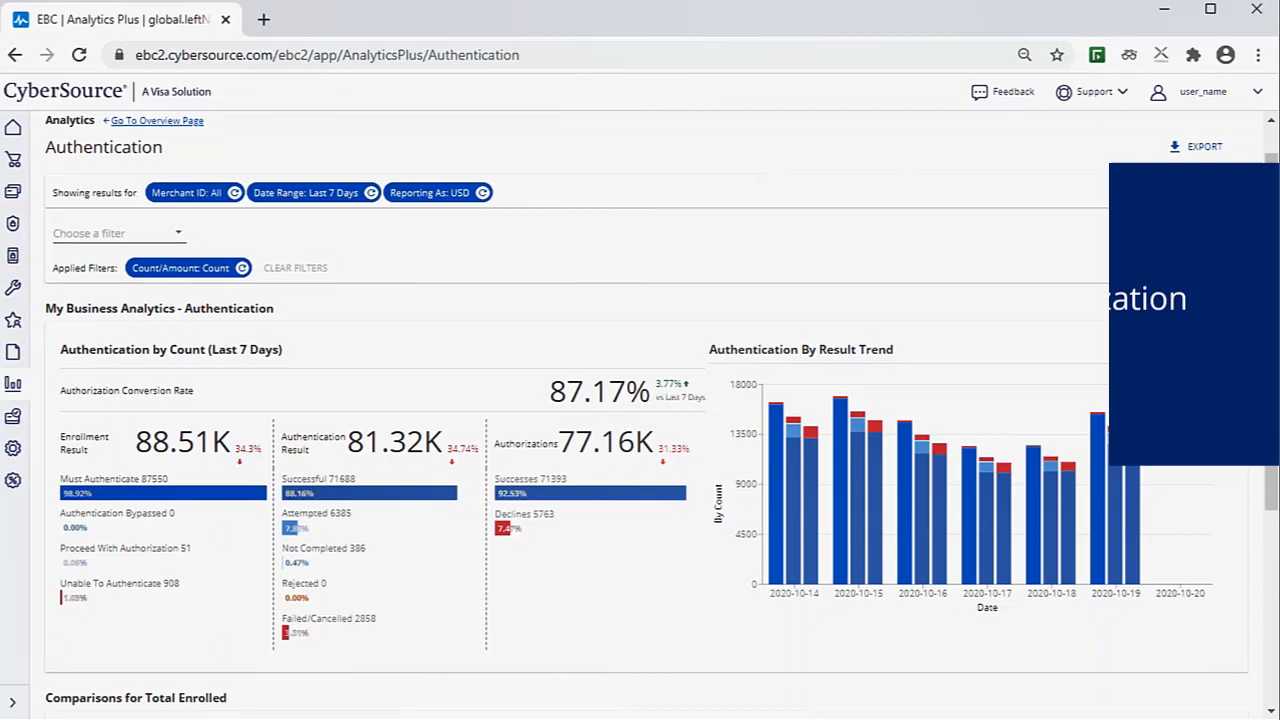 EBC | Analytics Plus | global.leftN
ebc2.cybersource.com/ebc2/app/AnalyticsPlus/Authentication
CyberSource® | A Visa Solution
Feedback
Support
user_name
Analytics ←Go To Overview Page
Authentication
EXPORT
Showing results for Merchant ID: All Date Range: Last 7 Days Reporting As: USD
Choose a filter
Applied Filters: Count/Amount: Count CLEAR FILTERS
zation
My Business Analytics - Authentication
Authentication by Count (Last 7 Days)
Authorization Conversion Rate
87.17%
3.77%
vs Last 7 Days
Enrollment
Result
88.51K
34.3%
Must Authenticate 87550
98.92%
Authentication Bypassed 0
0.00%
Proceed With Authorization 51
0.06%
Unable To Authenticate 908
1.03%
Authentication
Result
81.32K
34.74%
Successful 71688
88.16%
Attempted 6385
Not Completed 386
0.47%
Rejected 0
0.00%
Failed/Cancelled 2858
Authorizations
77.16K
31.33%
Successes 71393
92.53%
Declines 5763
7.47%
Authentication By Result Trend
18000
13500
9000
4500
0
By Count
2020-10-14 2020-10-15 2020-10-16 2020-10-17 2020-10-18 2020-10-19 2020-10-20
Date
Comparisons for Total Enrolled